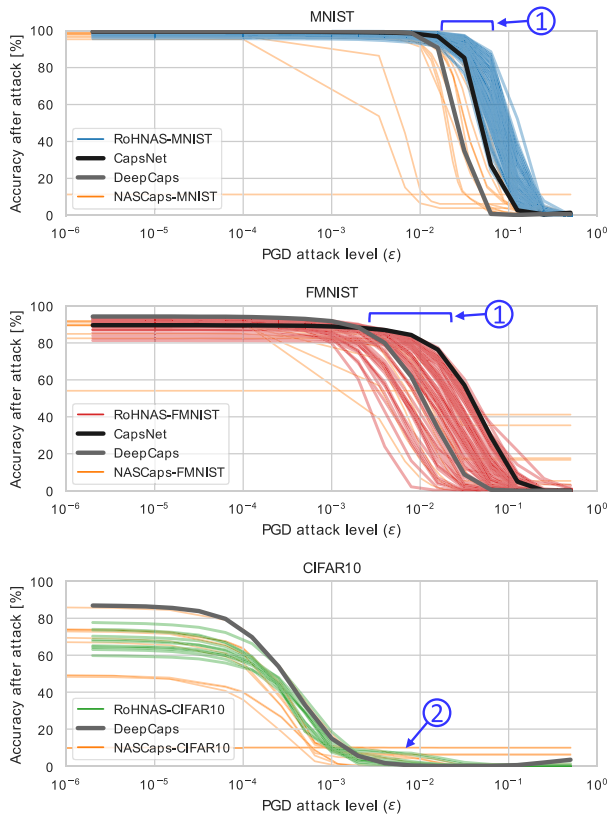 MNIST
1
Accuracy after attack [%]
100
80
60
40
20
0
RoHNAS-MNIST
CapsNet
DeepCaps
NASCaps-MNIST
10⁻⁶ 10⁻⁵ 10⁻⁴ 10⁻³ 10⁻² 10⁻¹ 10⁰
PGD attack level (ε)
FMNIST
1
Accuracy after attack [%]
100
80
60
40
20
0
RoHNAS-FMNIST
CapsNet
DeepCaps
NASCaps-FMNIST
10⁻⁶ 10⁻⁵ 10⁻⁴ 10⁻³ 10⁻² 10⁻¹ 10⁰
PGD attack level (ε)
CIFAR10
Accuracy after attack [%]
100
80
60
40
20
0
2
RoHNAS-CIFAR10
DeepCaps
NASCaps-CIFAR10
10⁻⁶ 10⁻⁵ 10⁻⁴ 10⁻³ 10⁻² 10⁻¹ 10⁰
PGD attack level (ε)